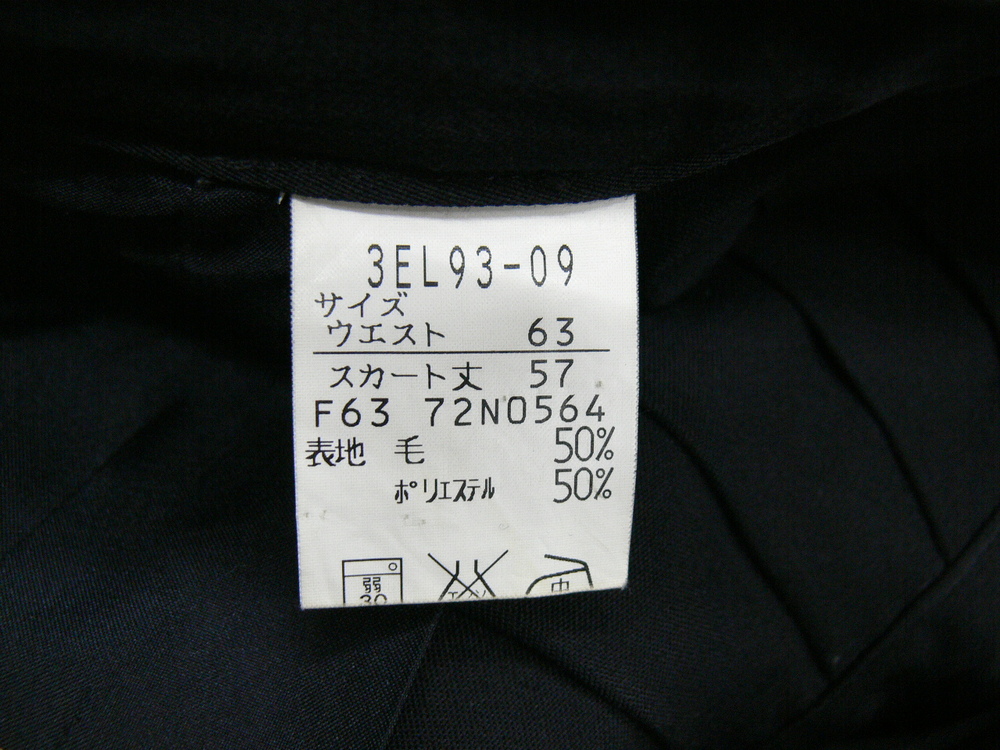 3EL93-09
サイズ
ウエスト 63
スカート丈 57
F63 72N0564
表地 毛 50%
ポリエステル 50%
弱 中
30